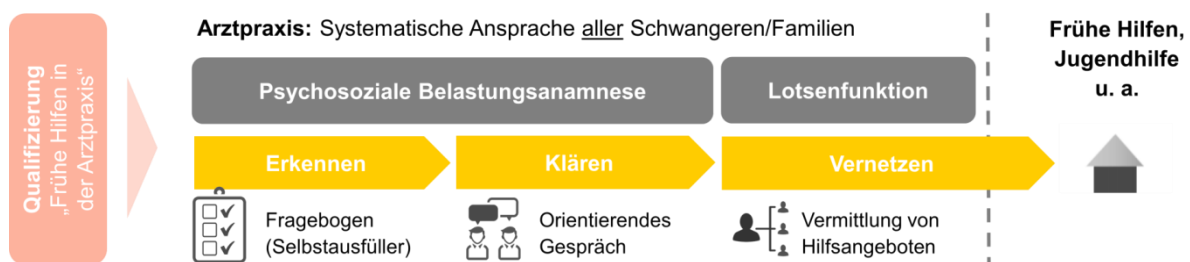 Qualifizierung
„Frühe Hilfen in
der Arztpraxis“
Arztpraxis: Systematische Ansprache aller Schwangeren/Familien
Psychosoziale Belastungsanamnese
Lotsenfunktion
Erkennen
Klären
Vernetzen
Fragebogen
(Selbstausfüller)
Orientierendes
Gespräch
Vermittlung von
Hilfsangeboten
Frühe Hilfen,
Jugendhilfe
u. a.